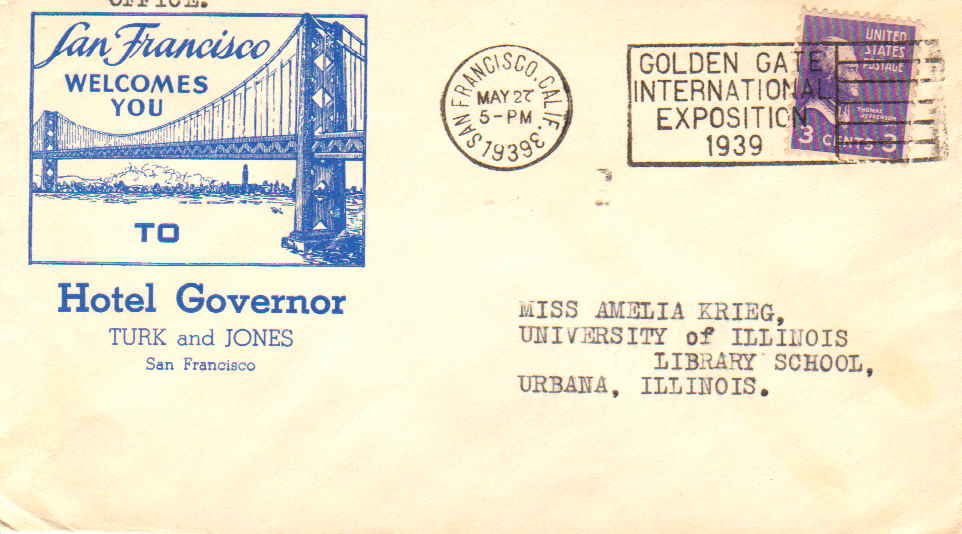 OFFICE.
San Francisco
WELCOMES
YOU
TO
Hotel Governor
TURK and JONES
San Francisco
SAN FRANCISCO, CALIF.
MAY 27
5-PM
1939
GOLDEN GATE
INTERNATIONAL
EXPOSITION
1939
UNITED
STATES
POSTAGE
THOMAS
JEFFERSON
3 CENTS 3
MISS AMELIA KRIEG,
UNIVERSITY of ILLINOIS
LIBRARY SCHOOL,
URBANA, ILLINOIS.